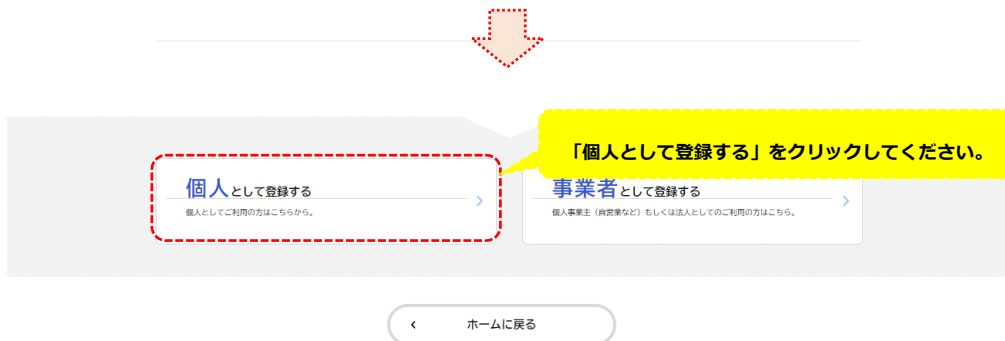 「個人として登録する」をクリックしてください。
個人として登録する
個人としてご利用の方はこちらから。
事業者として登録する
個人事業主（自営業など）もしくは法人としてのご利用の方はこちら。
ホームに戻る